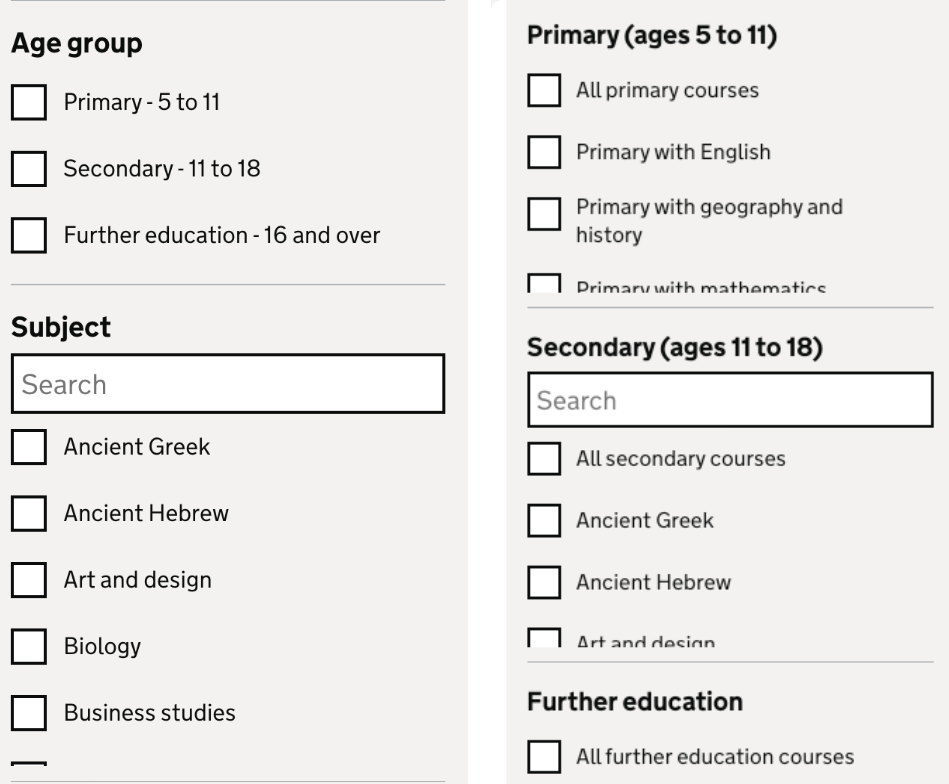 Age group
Primary - 5 to 11
Secondary - 11 to 18
Further education - 16 and over
Subject
Search
Ancient Greek
Ancient Hebrew
Art and design
Biology
Business studies
Primary (ages 5 to 11)
All primary courses
Primary with English
Primary with geography and
history
Primary with mathematics
Secondary (ages 11 to 18)
Search
All secondary courses
Ancient Greek
Ancient Hebrew
Art and design
Further education
All further education courses